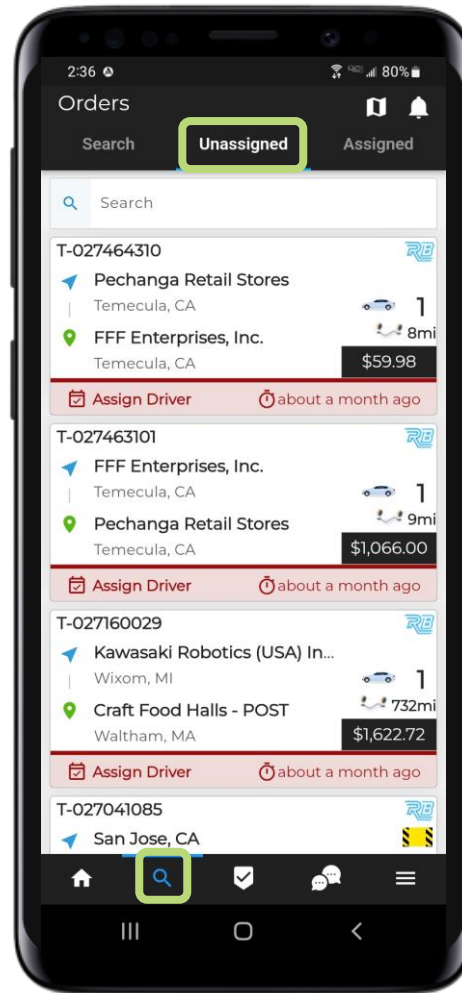 2:36 80%
Orders
Search Unassigned Assigned
Search
T-027464310 RB
Pechanga Retail Stores
Temecula, CA 1
8mi
FFF Enterprises, Inc.
Temecula, CA $59.98
Assign Driver about a month ago
T-027463101 RB
FFF Enterprises, Inc.
Temecula, CA 1
9mi
Pechanga Retail Stores
Temecula, CA $1,066.00
Assign Driver about a month ago
T-027160029 RB
Kawasaki Robotics (USA) In...
Wixom, MI 1
732mi
Craft Food Halls - POST
Waltham, MA $1,622.72
Assign Driver about a month ago
T-027041085 RB
San Jose, CA